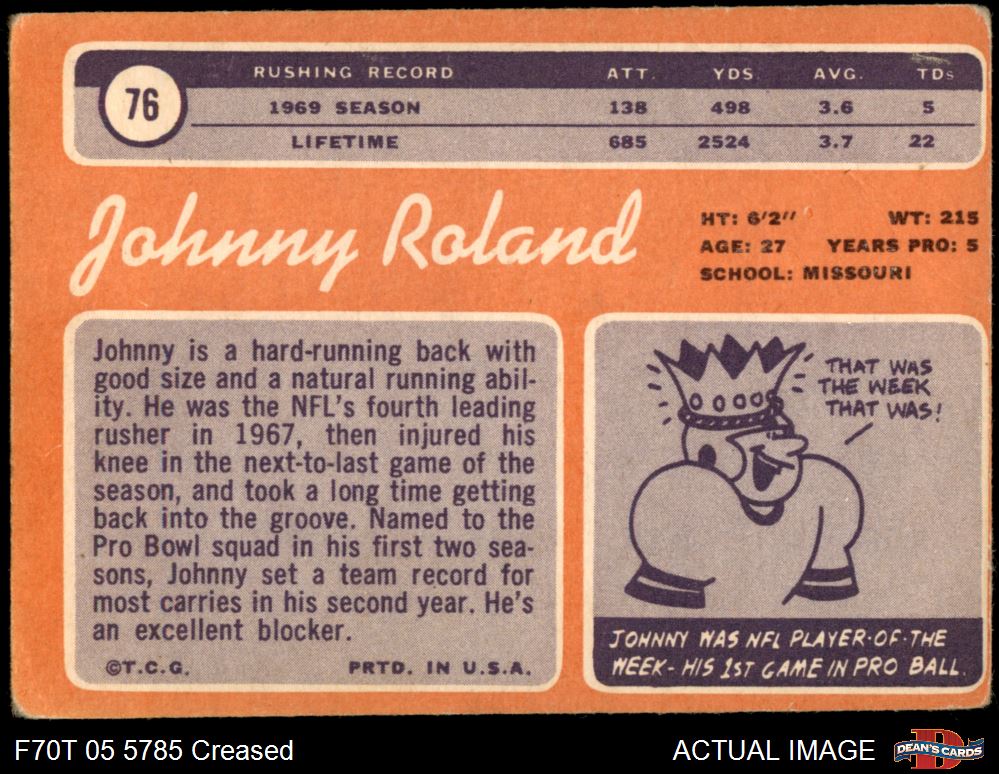 76
RUSHING RECORD ATT. YDS. AVG. TDs
1969 SEASON 138 498 3.6 5
LIFETIME 685 2524 3.7 22
Johnny Roland
HT: 6'2" WT: 215
AGE: 27 YEARS PRO: 5
SCHOOL: MISSOURI
Johnny is a hard-running back with
good size and a natural running abil-
ity. He was the NFL's fourth leading
rusher in 1967, then injured his
knee in the next-to-last game of the
season, and took a long time getting
back into the groove. Named to the
Pro Bowl squad in his first two sea-
sons, Johnny set a team record for
most carries in his second year. He's
an excellent blocker.
©T.C.G. PRTD. IN U.S.A.
THAT WAS
THE WEEK
THAT WAS!
JOHNNY WAS NFL PLAYER-OF-THE
WEEK- HIS 1ST GAME IN PRO BALL.
F70T 05 5785 Creased
ACTUAL IMAGE
D
DEAN'S CARDS